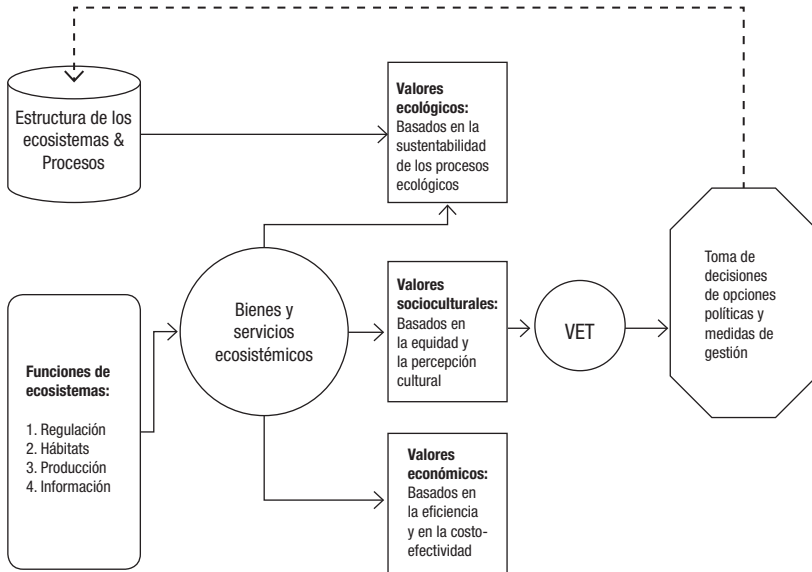 Estructura de los
ecosistemas &
Procesos
Valores
ecológicos:
Basados en la
sustentabilidad
de los procesos
ecológicos
Funciones de
ecosistemas:
1. Regulación
2. Hábitats
3. Producción
4. Información
Bienes y
servicios
ecosistémicos
Valores
socioculturales:
Basados en
la equidad y
la percepción
cultural
VET
Toma de
decisiones
de opciones
políticas y
medidas de
gestión
Valores
económicos:
Basados en
la eficiencia
y en la costo-
efectividad